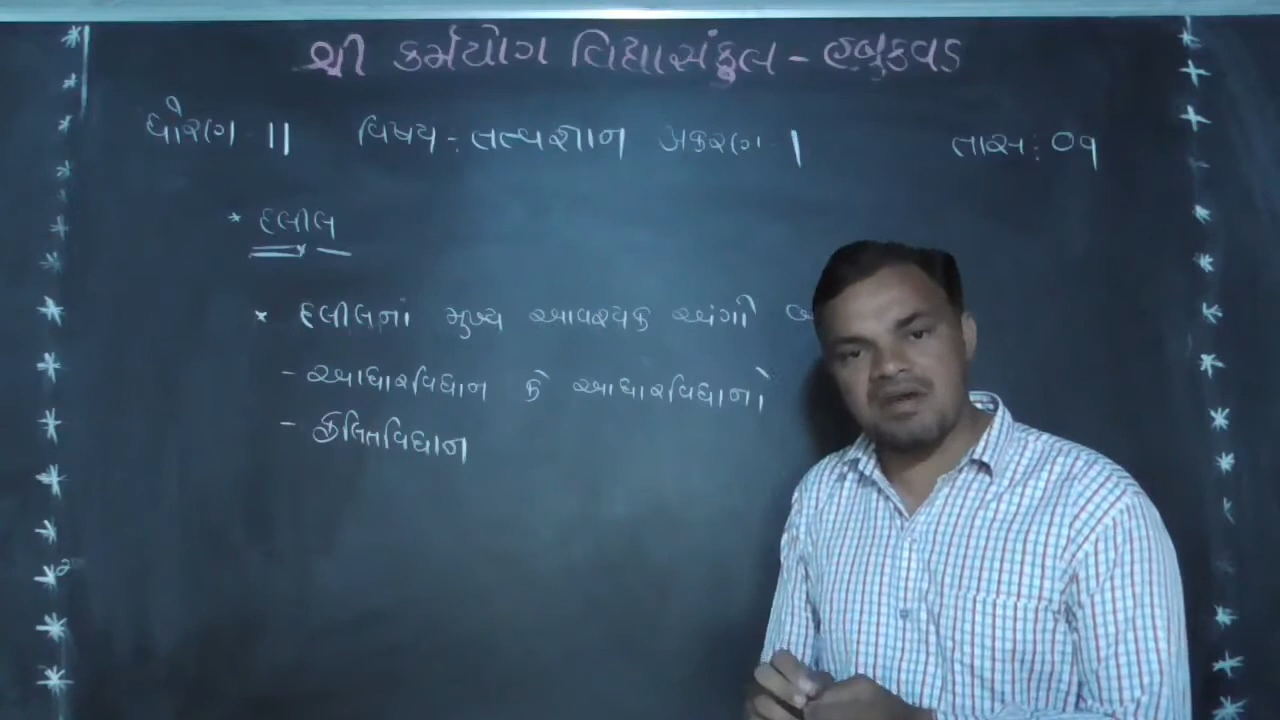 શ્રી કર્મયોગ વિદ્યાસંકુલ - હબુકવડ
ધોરણ 11 વિષય : તત્વજ્ઞાન પ્રકરણ 1 તાસ : ૦૧
* દલીલ
* દલીલનાં મુખ્ય આવશ્યક અંગો
- આધારવિધાન કે આધારવિધાનો
- ફલિતવિધાન